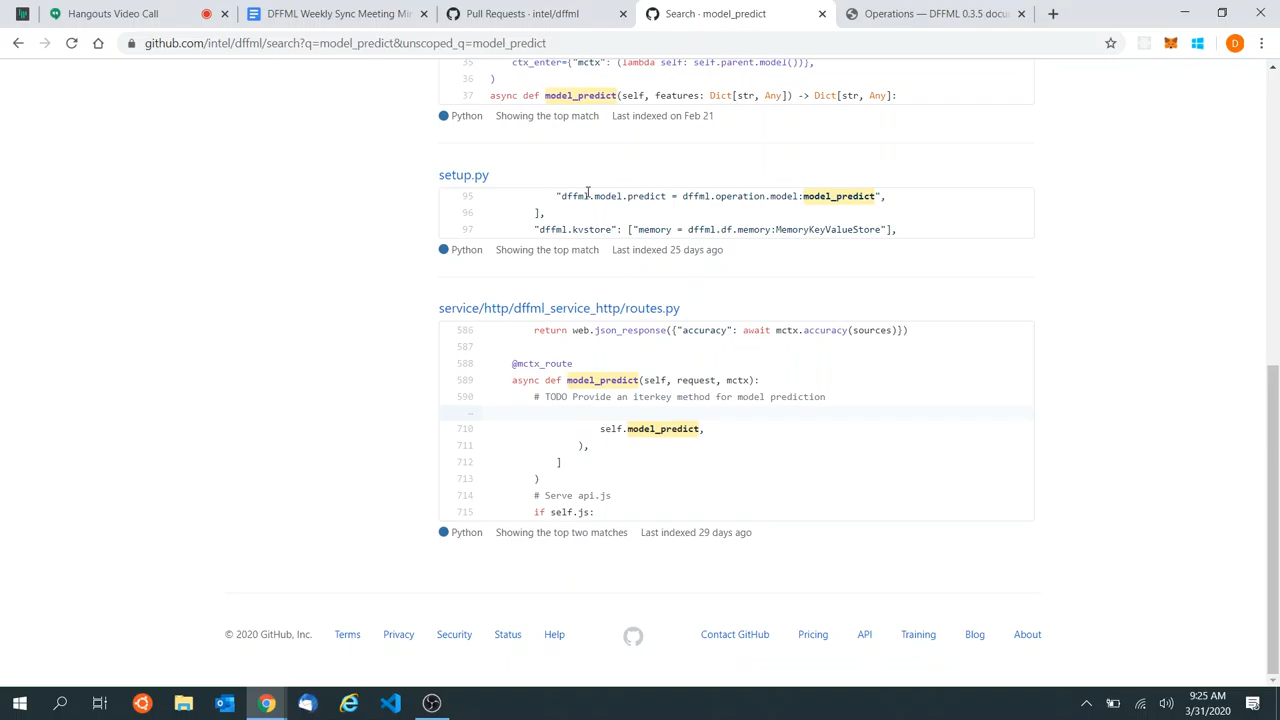 Hangouts Video Call
DFFML Weekly Sync Meeting Mi
Pull Requests · intel/dffml
Search · model_predict
Operations — DFFML 0.3.5 docu
github.com/intel/dffml/search?q=model_predict&unscoped_q=model_predict
D
35 ctx_enter={"mctx": (lambda self: self.parent.model())},
36 )
37 async def model_predict(self, features: Dict[str, Any]) -> Dict[str, Any]:
Python Showing the top match Last indexed on Feb 21
setup.py
95 "dffml.model.predict = dffml.operation.model:model_predict",
96 ],
97 "dffml.kvstore": ["memory = dffml.df.memory:MemoryKeyValueStore"],
Python Showing the top match Last indexed 25 days ago
service/http/dffml_service_http/routes.py
586 return web.json_response({"accuracy": await mctx.accuracy(sources)})
587
588 @mctx_route
589 async def model_predict(self, request, mctx):
590 # TODO Provide an iterkey method for model prediction
…
710 self.model_predict,
711 ),
712 ]
713 )
714 # Serve api.js
715 if self.js:
Python Showing the top two matches Last indexed 29 days ago
© 2020 GitHub, Inc. Terms Privacy Security Status Help Contact GitHub Pricing API Training Blog About
9:25 AM
3/31/2020